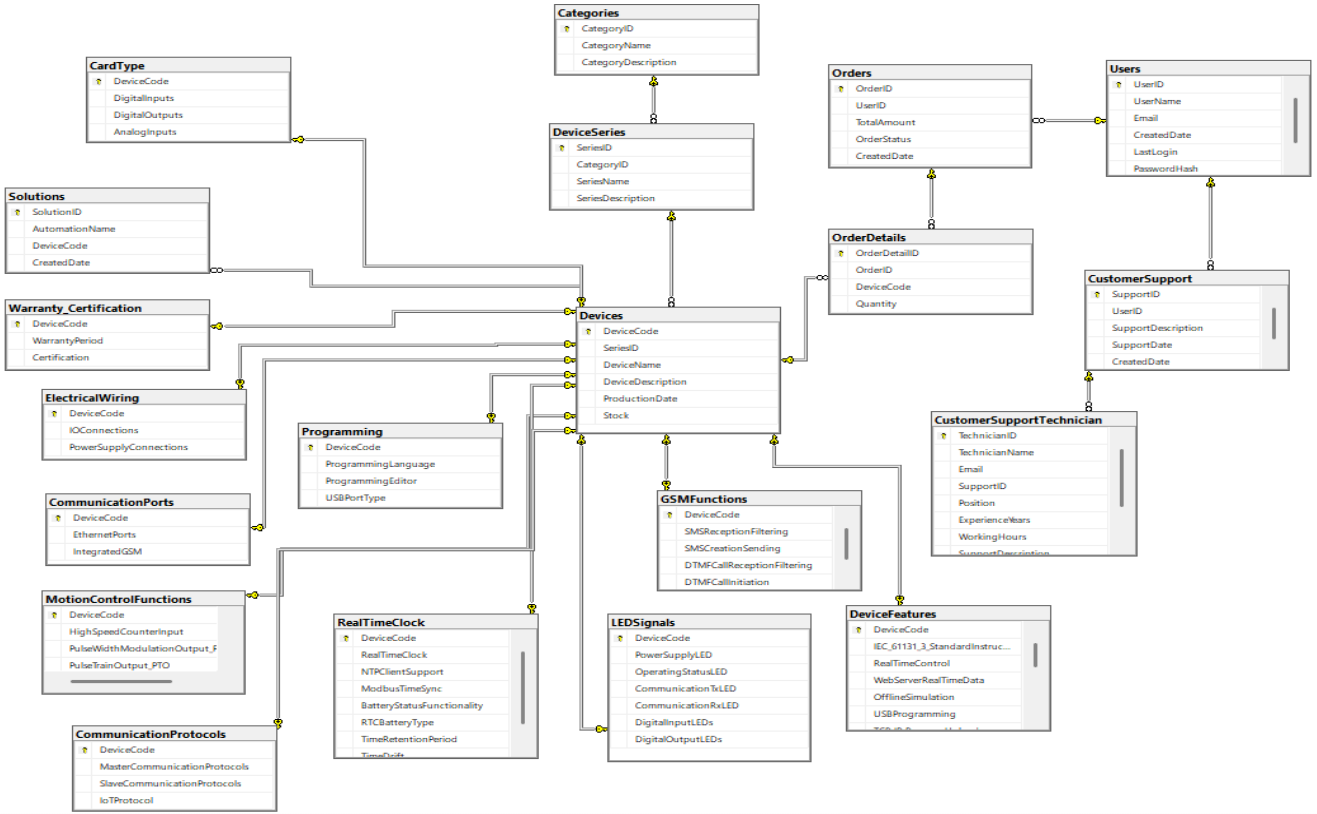 Categories
CategoryID
CategoryName
CategoryDescription
CardType
DeviceCode
DigitalInputs
DigitalOutputs
AnalogInputs
Orders
OrderID
UserID
TotalAmount
OrderStatus
CreatedDate
Users
UserID
UserName
Email
CreatedDate
LastLogin
PasswordHash
DeviceSeries
SeriesID
CategoryID
SeriesName
SeriesDescription
Solutions
SolutionID
AutomationName
DeviceCode
CreatedDate
OrderDetails
OrderDetailID
OrderID
DeviceCode
Quantity
CustomerSupport
SupportID
UserID
SupportDescription
SupportDate
CreatedDate
Warranty_Certification
DeviceCode
WarrantyPeriod
Certification
Devices
DeviceCode
SeriesID
DeviceName
DeviceDescription
ProductionDate
Stock
ElectricalWiring
DeviceCode
IOConnections
PowerSupplyConnections
Programming
DeviceCode
ProgrammingLanguage
ProgrammingEditor
USBPortType
CustomerSupportTechnician
TechnicianID
TechnicianName
Email
SupportID
Position
ExperienceYears
WorkingHours
SupportDescription
CommunicationPorts
DeviceCode
EthernetPorts
IntegratedGSM
GSMFunctions
DeviceCode
SMSReceptionFiltering
SMSCreationSending
DTMFCallReceptionFiltering
DTMFCallInitiation
MotionControlFunctions
DeviceCode
HighSpeedCounterInput
PulseWidthModulationOutput_P
PulseTrainOutput_PTO
RealTimeClock
DeviceCode
RealTimeClock
NTPClientSupport
ModbusTimeSync
BatteryStatusFunctionality
RTCBatteryType
TimeRetentionPeriod
TimeDrift
LEDSignals
DeviceCode
PowerSupplyLED
OperatingStatusLED
CommunicationTxLED
CommunicationRxLED
DigitalInputLEDs
DigitalOutputLEDs
DeviceFeatures
DeviceCode
IEC_61131_3_StandardInstruc...
RealTimeControl
WebServerRealTimeData
OfflineSimulation
USBProgramming
CommunicationProtocols
DeviceCode
MasterCommunicationProtocols
SlaveCommunicationProtocols
IoTProtocol